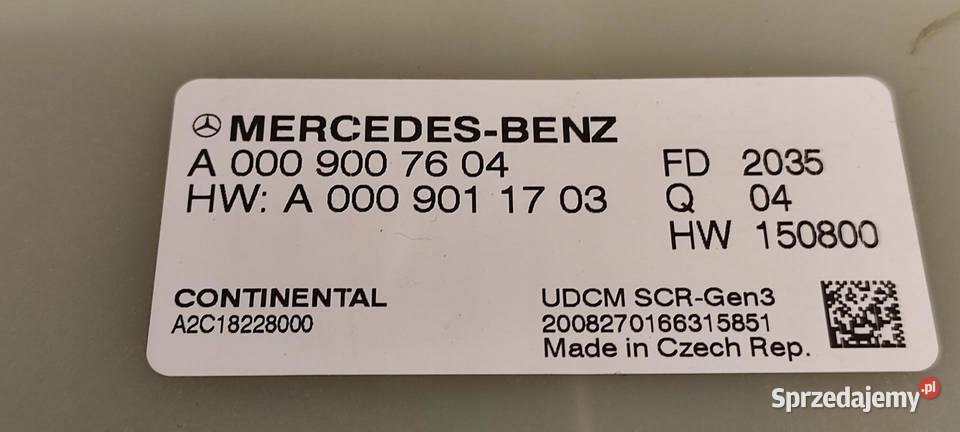 MERCEDES-BENZ
A 000 900 76 04 FD 2035
HW: A 000 901 17 03 Q 04
HW 150800
CONTINENTAL UDCM SCR-Gen3
A2C18228000 2008270166315851
Made in Czech Rep.
Sprzedajemy.pl